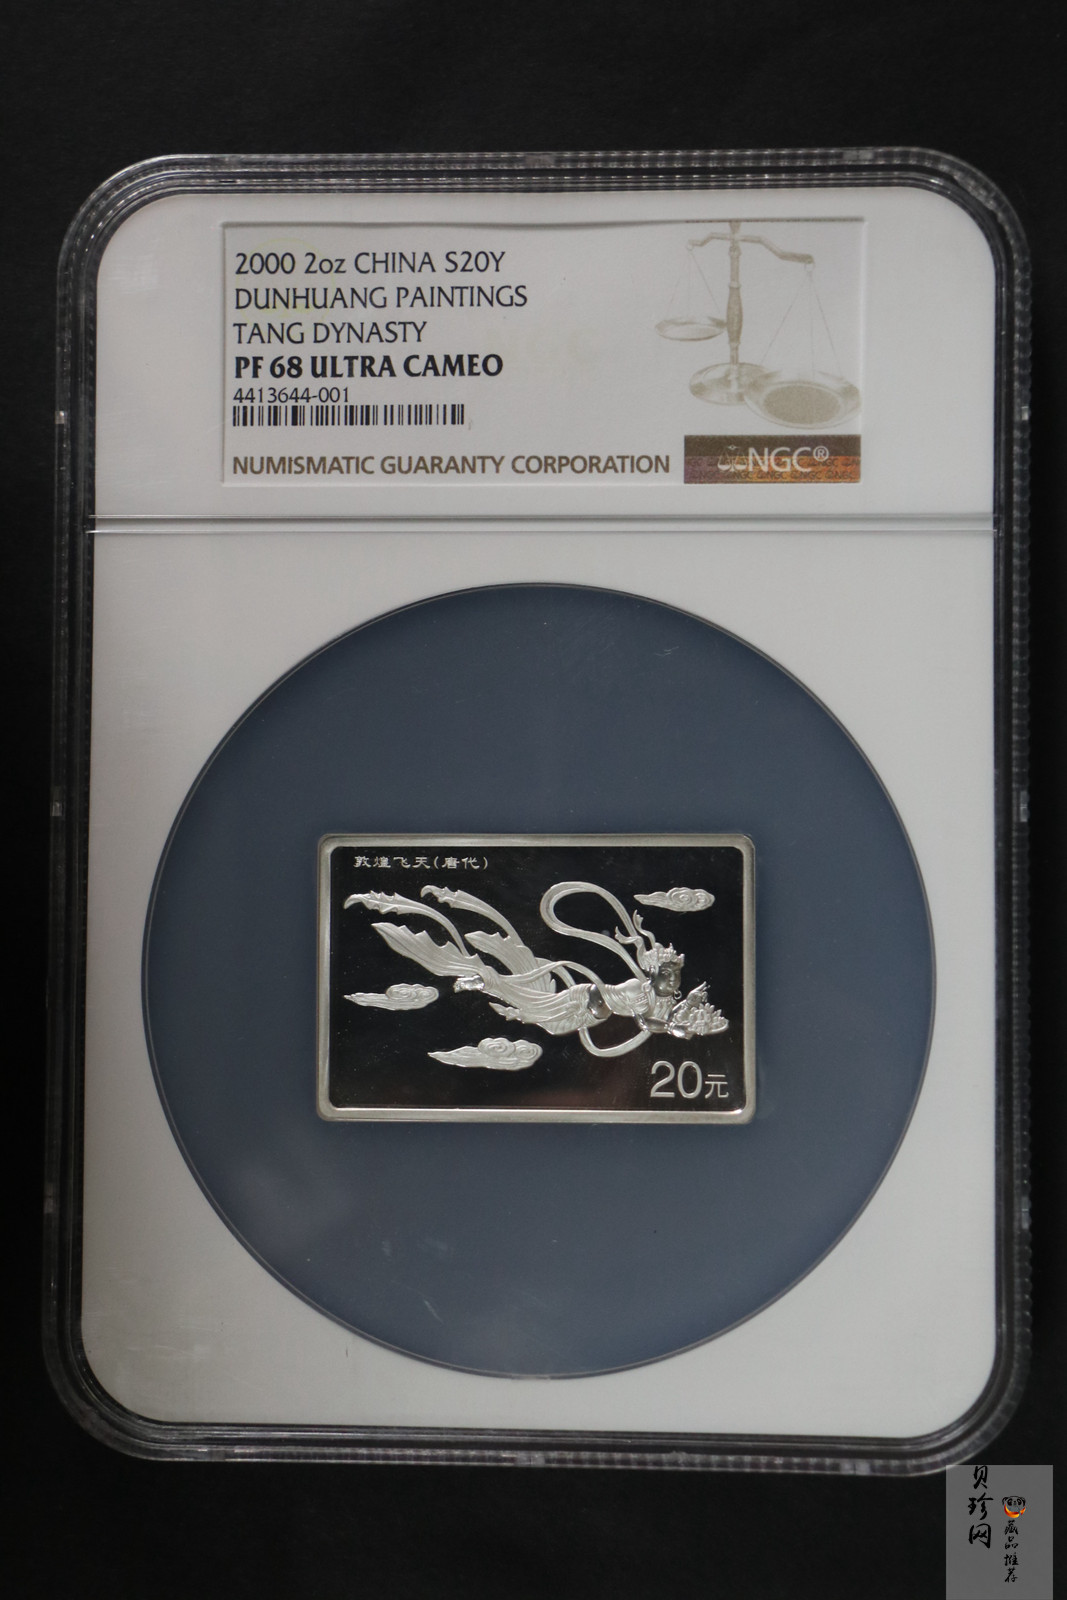 2000 2oz CHINA S20Y
DUNHUANG PAINTINGS
TANG DYNASTY
PF 68 ULTRA CAMEO
4413644-001
NUMISMATIC GUARANTY CORPORATION
NGC®
敦煌飞天(唐代)
20元
贝珍网
藏品推荐